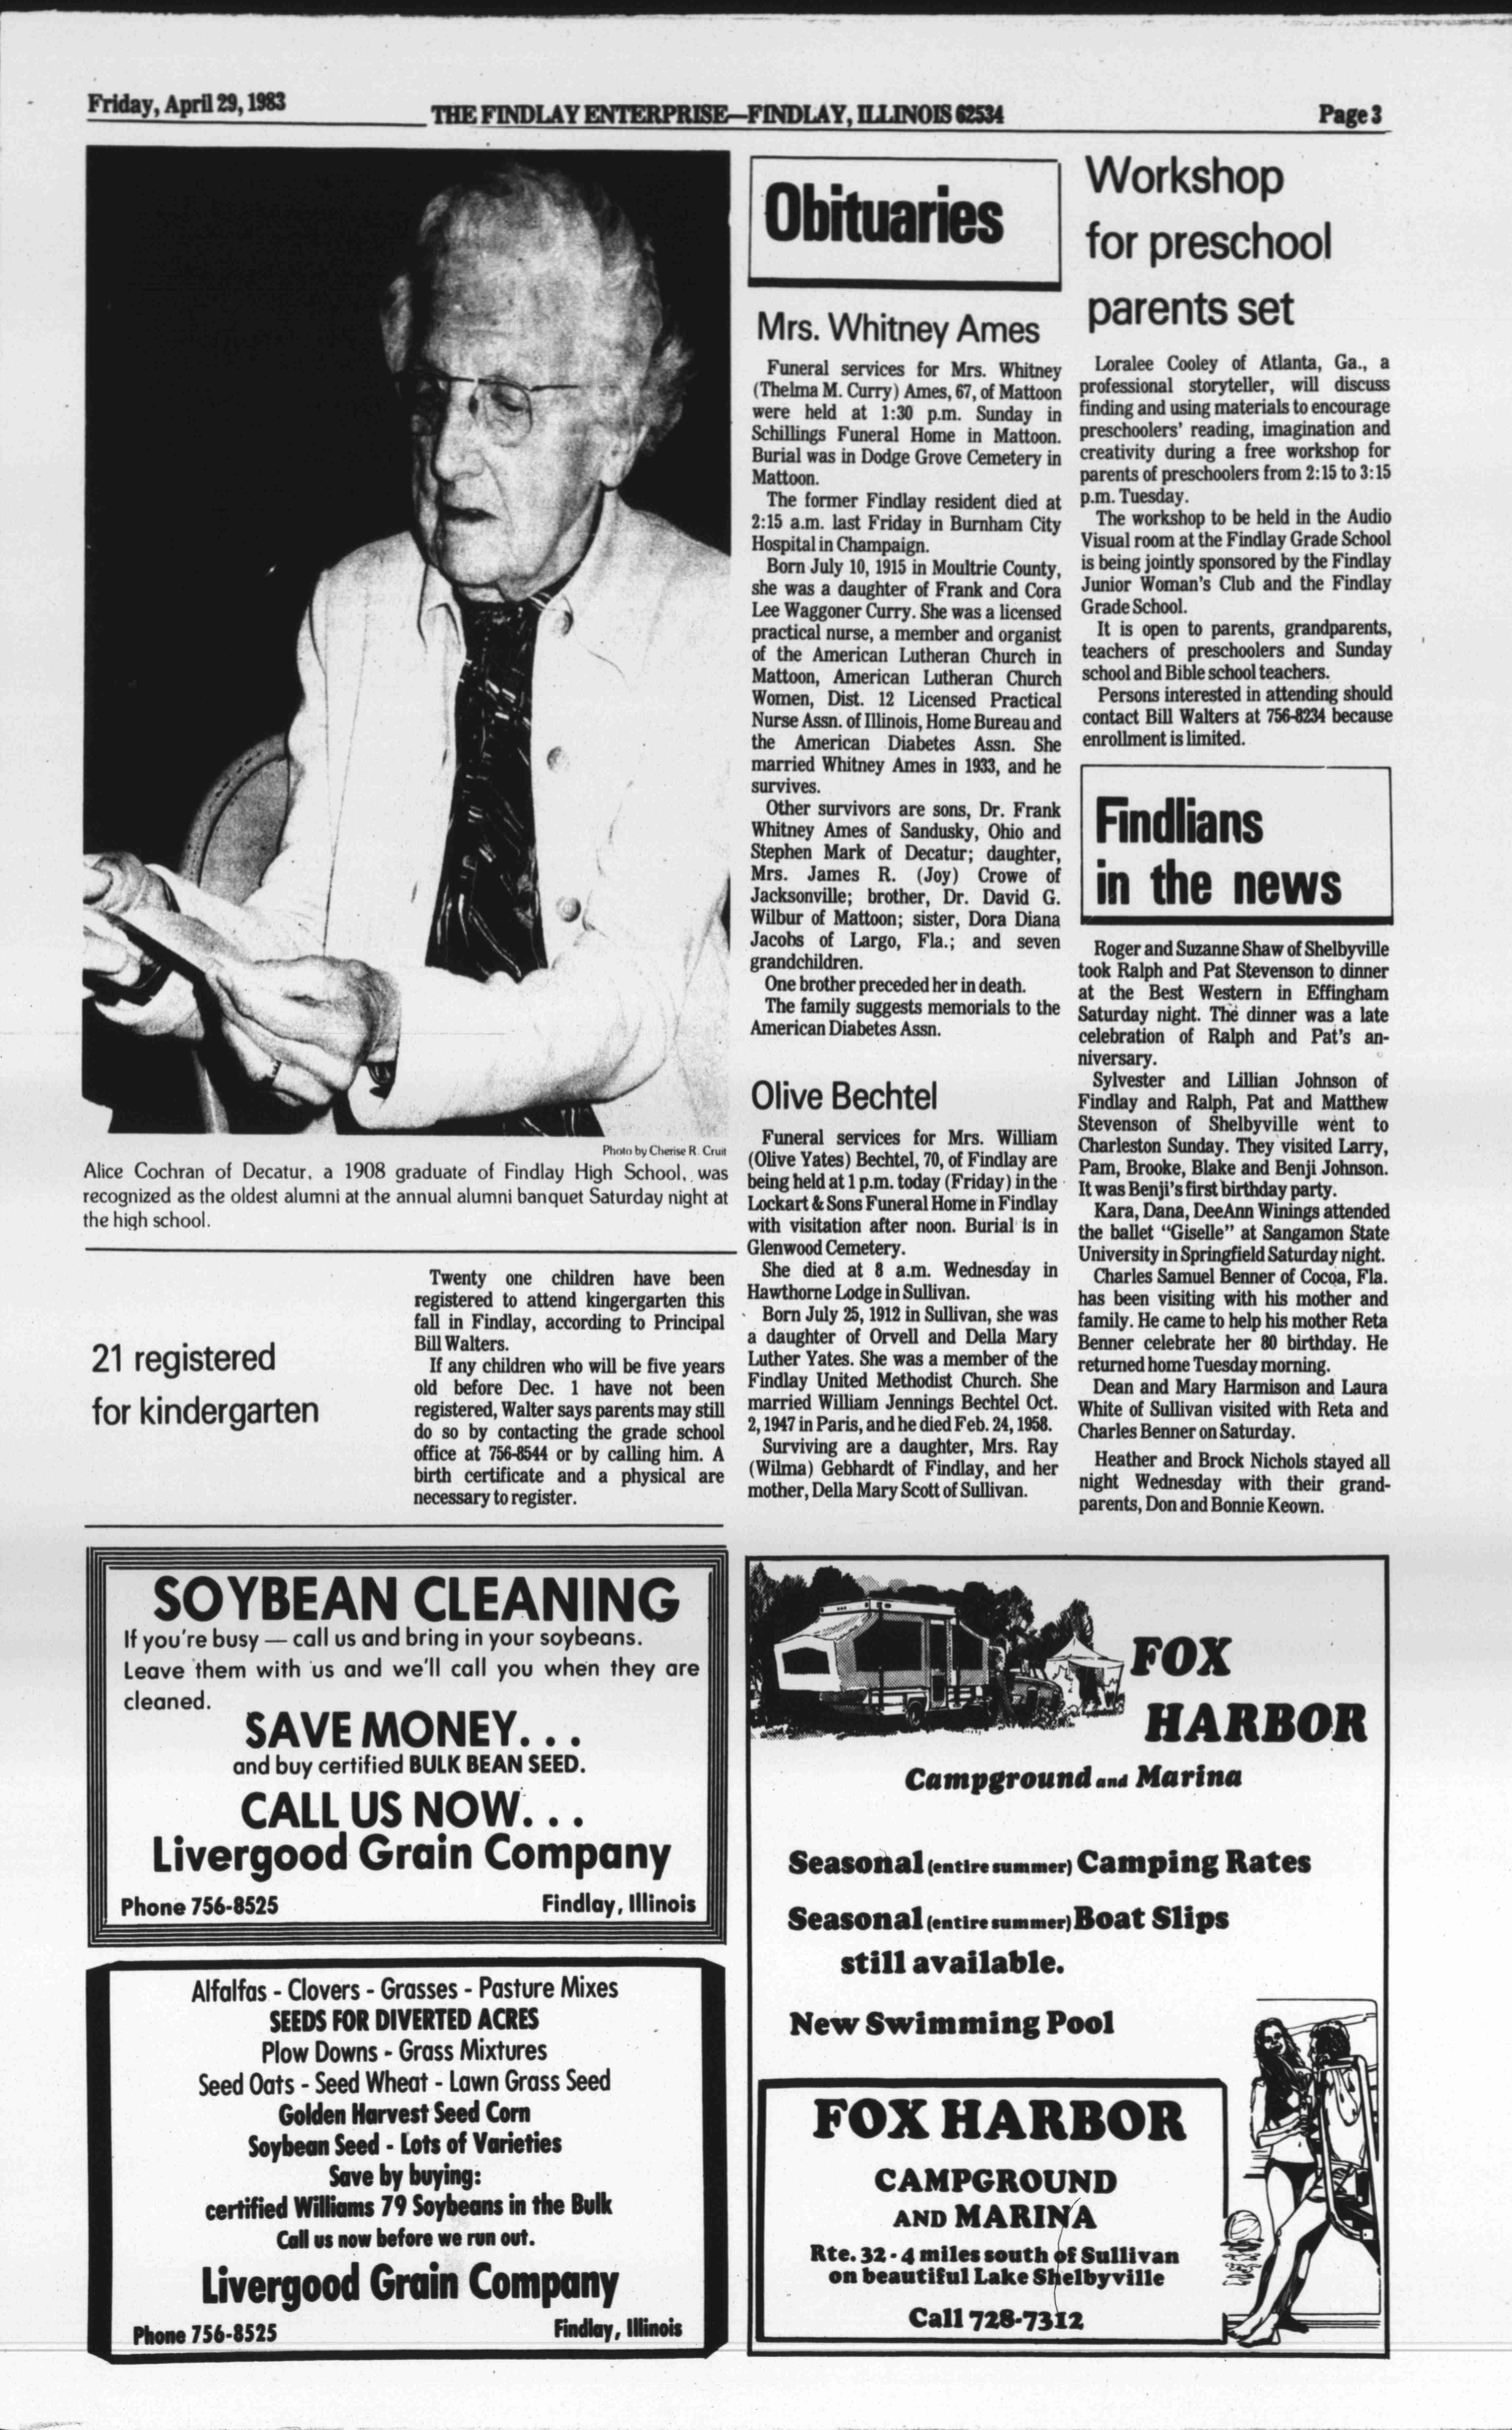 Friday, April 29, 1983
THE FINDLAY ENTERPRISE—FINDLAY, ILLINOIS 62534
Page 3
Photo by Cherise R. Cruit
Alice Cochran of Decatur, a 1908 graduate of Findlay High School, was
recognized as the oldest alumni at the annual alumni banquet Saturday night at
the high school.
21 registered
for kindergarten
Twenty one children have been
registered to attend kingergarten this
fall in Findlay, according to Principal
Bill Walters.
If any children who will be five years
old before Dec. 1 have not been
registered, Walter says parents may still
do so by contacting the grade school
office at 756-8544 or by calling him. A
birth certificate and a physical are
necessary to register.
Obituaries
Mrs. Whitney Ames
Funeral services for Mrs. Whitney
(Thelma M. Curry) Ames, 67, of Mattoon
were held at 1:30 p.m. Sunday in
Schillings Funeral Home in Mattoon.
Burial was in Dodge Grove Cemetery in
Mattoon.
The former Findlay resident died at
2:15 a.m. last Friday in Burnham City
Hospital in Champaign.
Born July 10, 1915 in Moultrie County,
she was a daughter of Frank and Cora
Lee Waggoner Curry. She was a licensed
practical nurse, a member and organist
of the American Lutheran Church in
Mattoon, American Lutheran Church
Women, Dist. 12 Licensed Practical
Nurse Assn. of Illinois, Home Bureau and
the American Diabetes Assn. She
married Whitney Ames in 1933, and he
survives.
Other survivors are sons, Dr. Frank
Whitney Ames of Sandusky, Ohio and
Stephen Mark of Decatur; daughter,
Mrs. James R. (Joy) Crowe of
Jacksonville; brother, Dr. David G.
Wilbur of Mattoon; sister, Dora Diana
Jacobs of Largo, Fla.; and seven
grandchildren.
One brother preceded her in death.
The family suggests memorials to the
American Diabetes Assn.
Olive Bechtel
Funeral services for Mrs. William
(Olive Yates) Bechtel, 70, of Findlay are
being held at 1 p.m. today (Friday) in the
Lockart & Sons Funeral Home in Findlay
with visitation after noon. Burial is in
Glenwood Cemetery.
She died at 8 a.m. Wednesday in
Hawthorne Lodge in Sullivan.
Born July 25, 1912 in Sullivan, she was
a daughter of Orvell and Della Mary
Luther Yates. She was a member of the
Findlay United Methodist Church. She
married William Jennings Bechtel Oct.
2, 1947 in Paris, and he died Feb. 24, 1958.
Surviving are a daughter, Mrs. Ray
(Wilma) Gebhardt of Findlay, and her
mother, Della Mary Scott of Sullivan.
Workshop
for preschool
parents set
Loralee Cooley of Atlanta, Ga., a
professional storyteller, will discuss
finding and using materials to encourage
preschoolers' reading, imagination and
creativity during a free workshop for
parents of preschoolers from 2:15 to 3:15
p.m. Tuesday.
The workshop to be held in the Audio
Visual room at the Findlay Grade School
is being jointly sponsored by the Findlay
Junior Woman's Club and the Findlay
Grade School.
It is open to parents, grandparents,
teachers of preschoolers and Sunday
school and Bible school teachers.
Persons interested in attending should
contact Bill Walters at 756-8234 because
enrollment is limited.
Findlians
in the news
Roger and Suzanne Shaw of Shelbyville
took Ralph and Pat Stevenson to dinner
at the Best Western in Effingham
Saturday night. The dinner was a late
celebration of Ralph and Pat's an-
niversary.
Sylvester and Lillian Johnson of
Findlay and Ralph, Pat and Matthew
Stevenson of Shelbyville went to
Charleston Sunday. They visited Larry,
Pam, Brooke, Blake and Benji Johnson.
It was Benji's first birthday party.
Kara, Dana, DeeAnn Winings attended
the ballet "Giselle" at Sangamon State
University in Springfield Saturday night.
Charles Samuel Benner of Cocoa, Fla.
has been visiting with his mother and
family. He came to help his mother Reta
Benner celebrate her 80 birthday. He
returned home Tuesday morning.
Dean and Mary Harmison and Laura
White of Sullivan visited with Reta and
Charles Benner on Saturday.
Heather and Brock Nichols stayed all
night Wednesday with their grand-
parents, Don and Bonnie Keown.
SOYBEAN CLEANING
If you're busy — call us and bring in your soybeans.
Leave them with us and we'll call you when they are
cleaned.
SAVE MONEY. . .
and buy certified BULK BEAN SEED.
CALL US NOW. . .
Livergood Grain Company
Phone 756-8525
Findlay, Illinois
Alfalfas - Clovers - Grasses - Pasture Mixes
SEEDS FOR DIVERTED ACRES
Plow Downs - Grass Mixtures
Seed Oats - Seed Wheat - Lawn Grass Seed
Golden Harvest Seed Corn
Soybean Seed - Lots of Varieties
Save by buying:
certified Williams 79 Soybeans in the Bulk
Call us now before we run out.
Livergood Grain Company
Phone 756-8525
Findlay, Illinois
FOX
HARBOR
Campground and Marina
Seasonal (entire summer) Camping Rates
Seasonal (entire summer) Boat Slips
still available.
New Swimming Pool
FOX HARBOR
CAMPGROUND
AND MARINA
Rte. 32 - 4 miles south of Sullivan
on beautiful Lake Shelbyville
Call 728-7312